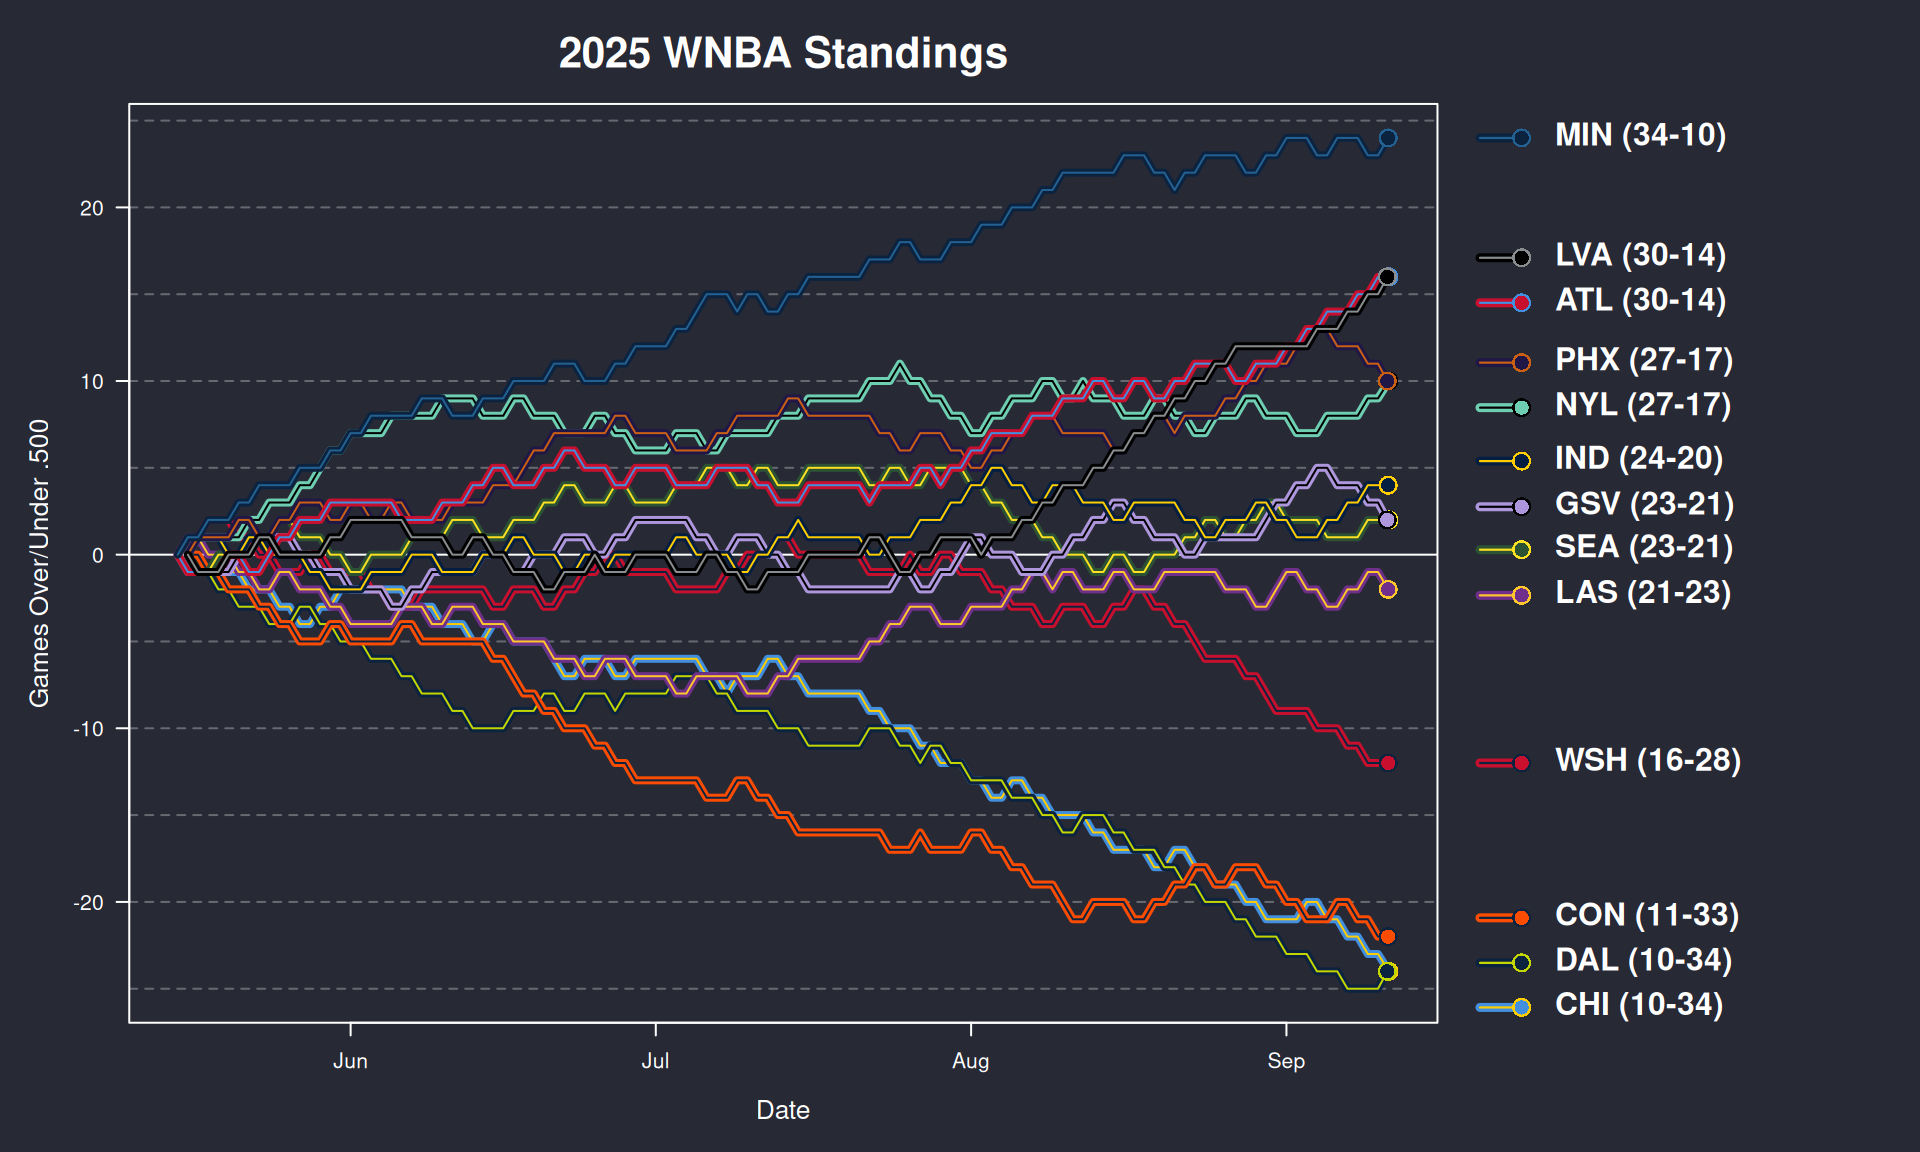 2025 WNBA Standings
MIN (34-10)
LVA (30-14)
ATL (30-14)
PHX (27-17)
NYL (27-17)
IND (24-20)
GSV (23-21)
SEA (23-21)
LAS (21-23)
WSH (16-28)
CON (11-33)
DAL (10-34)
CHI (10-34)
Games Over/Under .500
20
10
0
-10
-20
Jun
Jul
Aug
Sep
Date